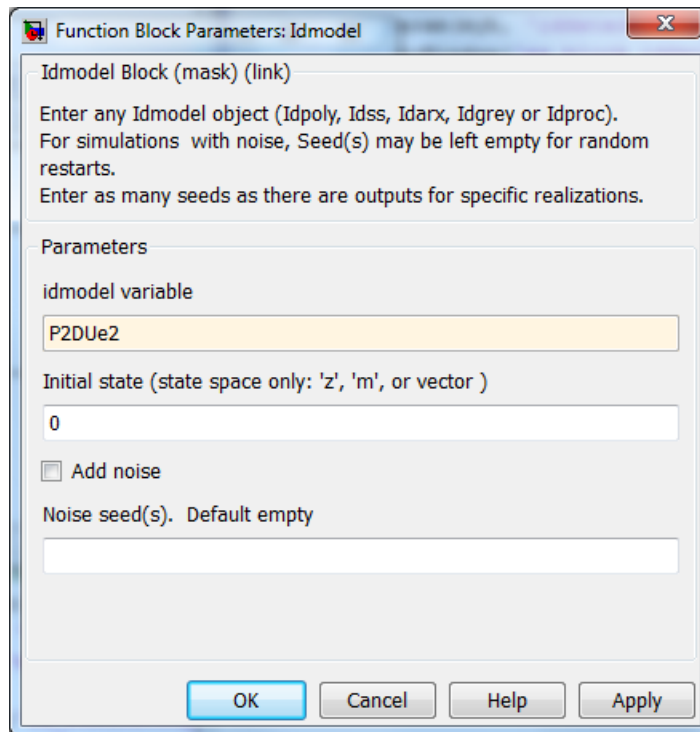 Function Block Parameters: Idmodel
Idmodel Block (mask) (link)
Enter any Idmodel object (Idpoly, Idss, Idarx, Idgrey or Idproc).
For simulations  with noise, Seed(s) may be left empty for random
restarts.
Enter as many seeds as there are outputs for specific realizations.
Parameters
idmodel variable
P2DUe2
Initial state (state space only: 'z', 'm', or vector )
0
Add noise
Noise seed(s).  Default empty
OK Cancel Help Apply